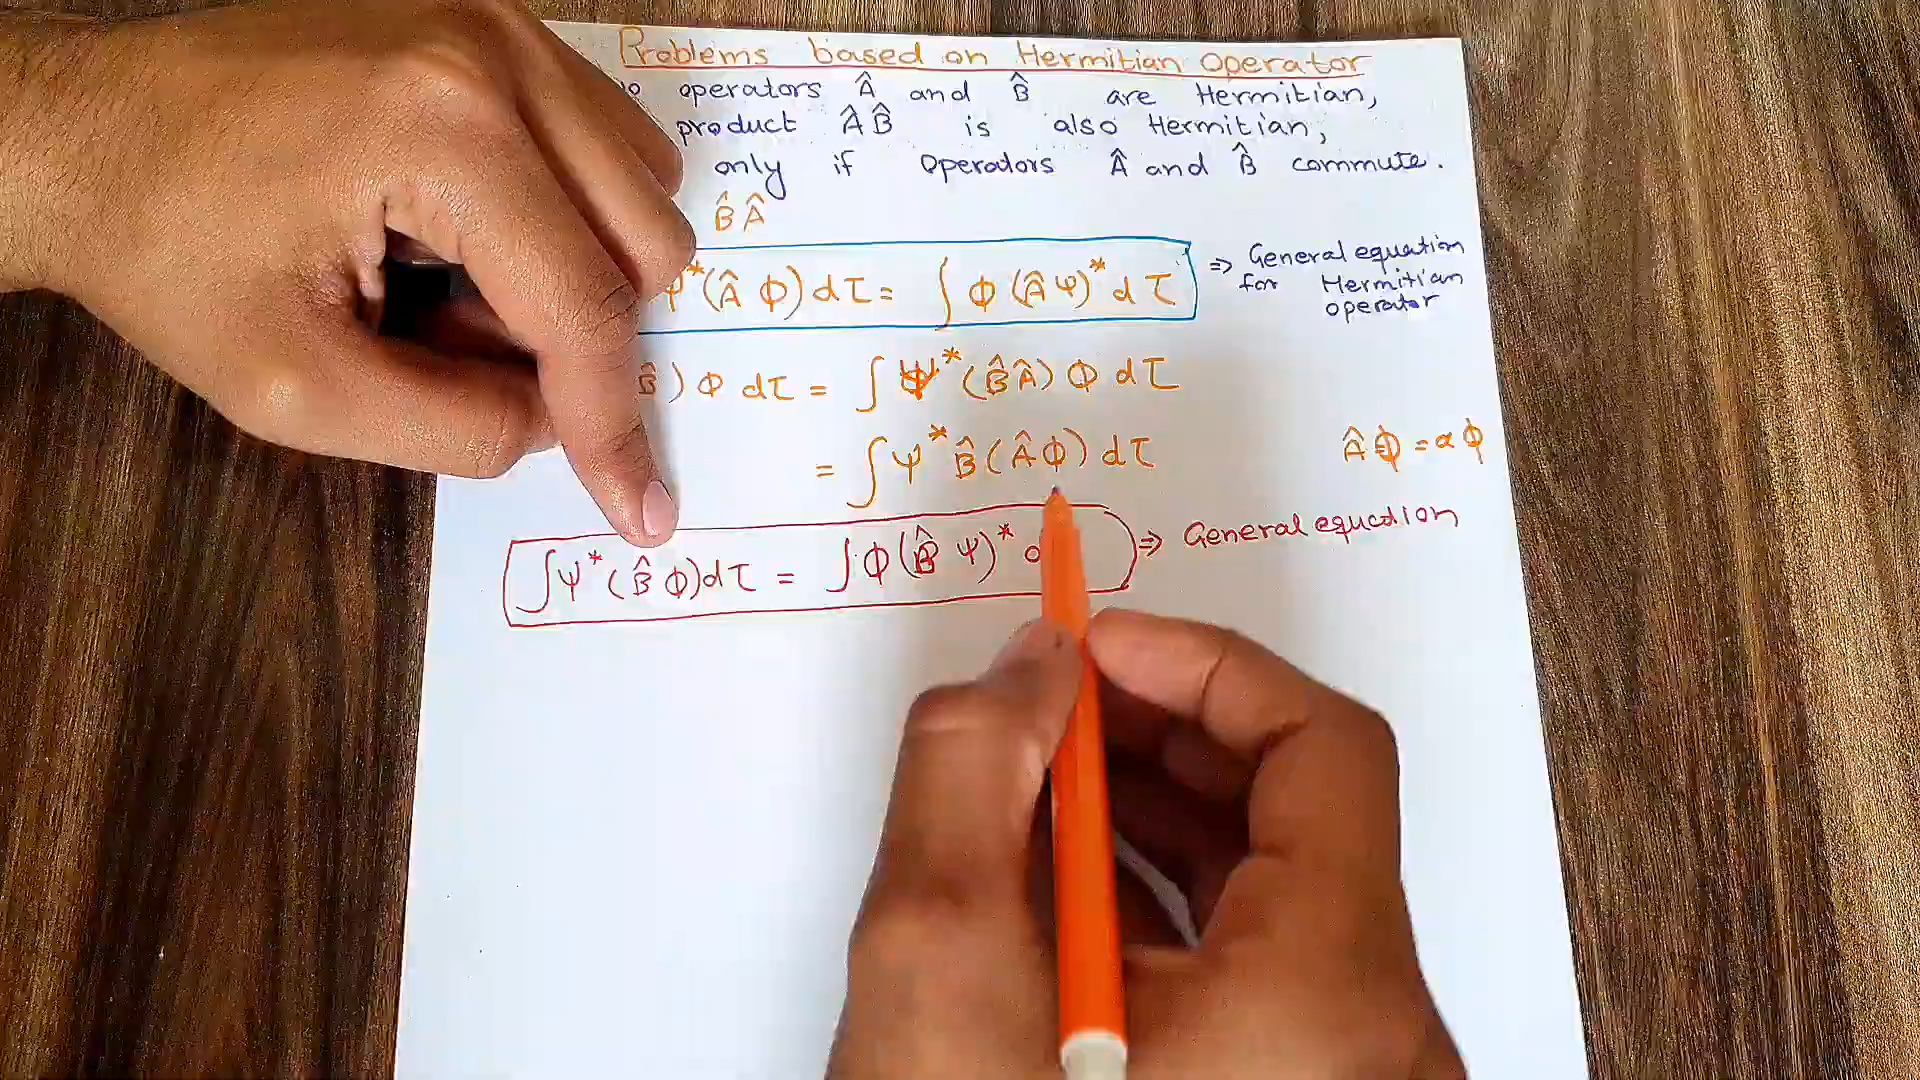 Problems based on Hermitian Operator
operators Â and B̂ are Hermitian,
product ÂB̂ is also Hermitian,
only if operators Â and B̂ commute.
B̂Â
ψ*(Â ϕ)dτ = ∫ϕ(Âψ)*dτ ⇒ General equation
for Hermitian
operator
B̂)ϕ dτ = ∫ψ*(B̂Â)ϕ dτ
= ∫ψ*B̂(Âϕ)dτ
Âϕ = αϕ
∫ψ*(B̂ϕ)dτ = ∫ϕ(B̂ψ)* ⇒ General equation